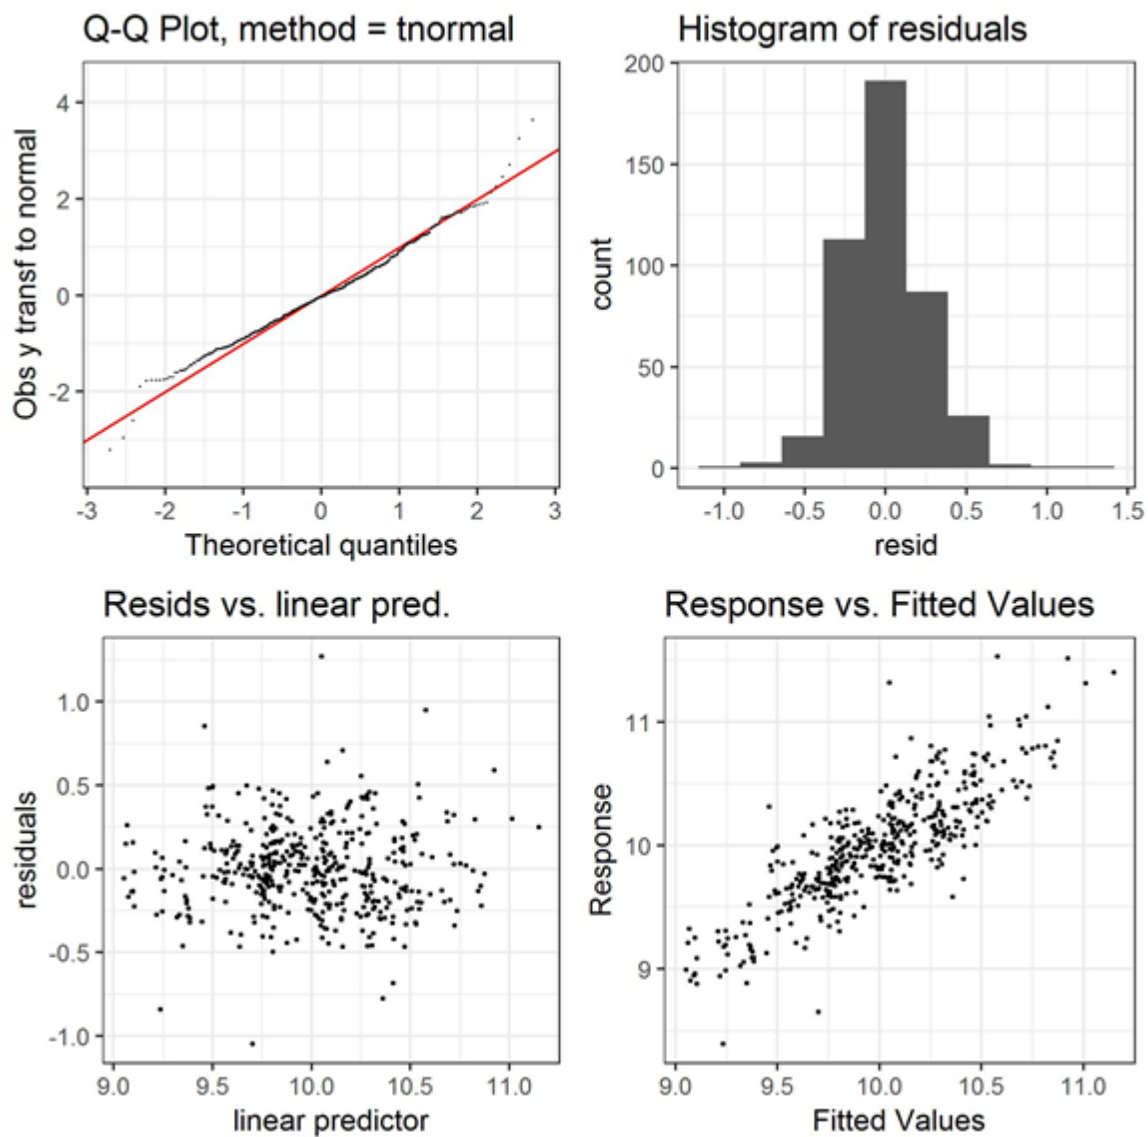 Q-Q Plot, method = tnormal
Obs y transf to normal
4
2
0
-2
-3 -2 -1 0 1 2 3
Theoretical quantiles
Histogram of residuals
count
200
150
100
50
0
-1.0 -0.5 0.0 0.5 1.0 1.5
resid
Resids vs. linear pred.
residuals
1.0
0.5
0.0
-0.5
-1.0
9.0 9.5 10.0 10.5 11.0
linear predictor
Response vs. Fitted Values
Response
11
10
9
9.0 9.5 10.0 10.5 11.0
Fitted Values